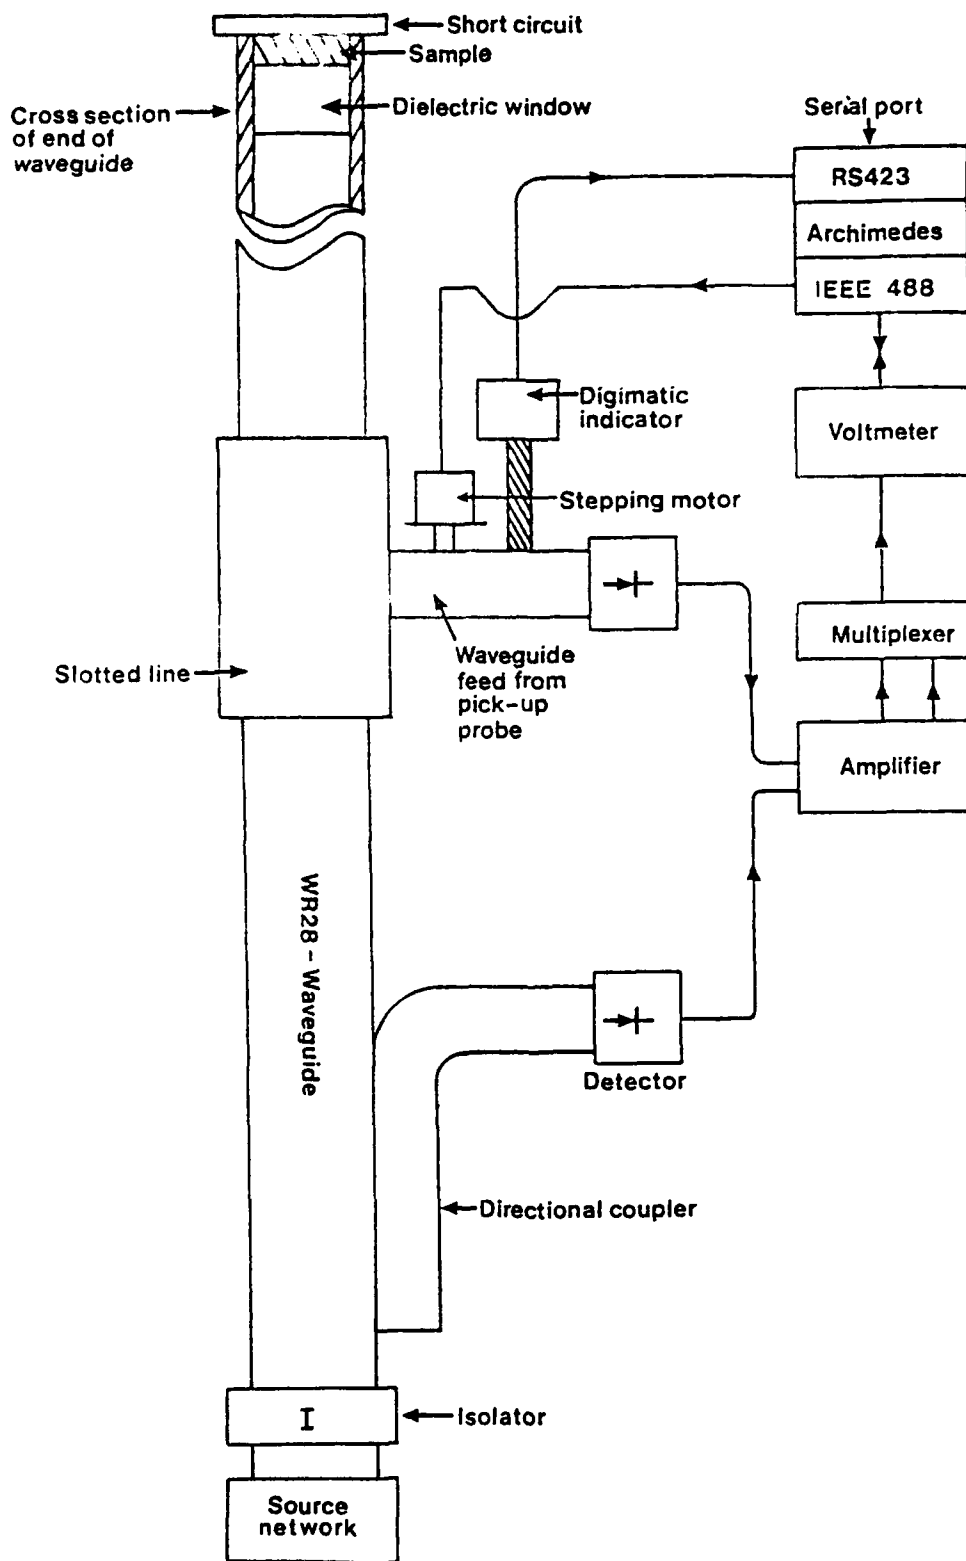 Short circuit
Sample
Dielectric window
Cross section
of end of
waveguide
Serial port
RS423
Archimedes
IEEE 488
Digimatic
indicator
Voltmeter
Stepping motor
Multiplexer
Waveguide
feed from
pick-up
probe
Slotted line
Amplifier
WR28 - Waveguide
Detector
Directional coupler
I
Isolator
Source
network